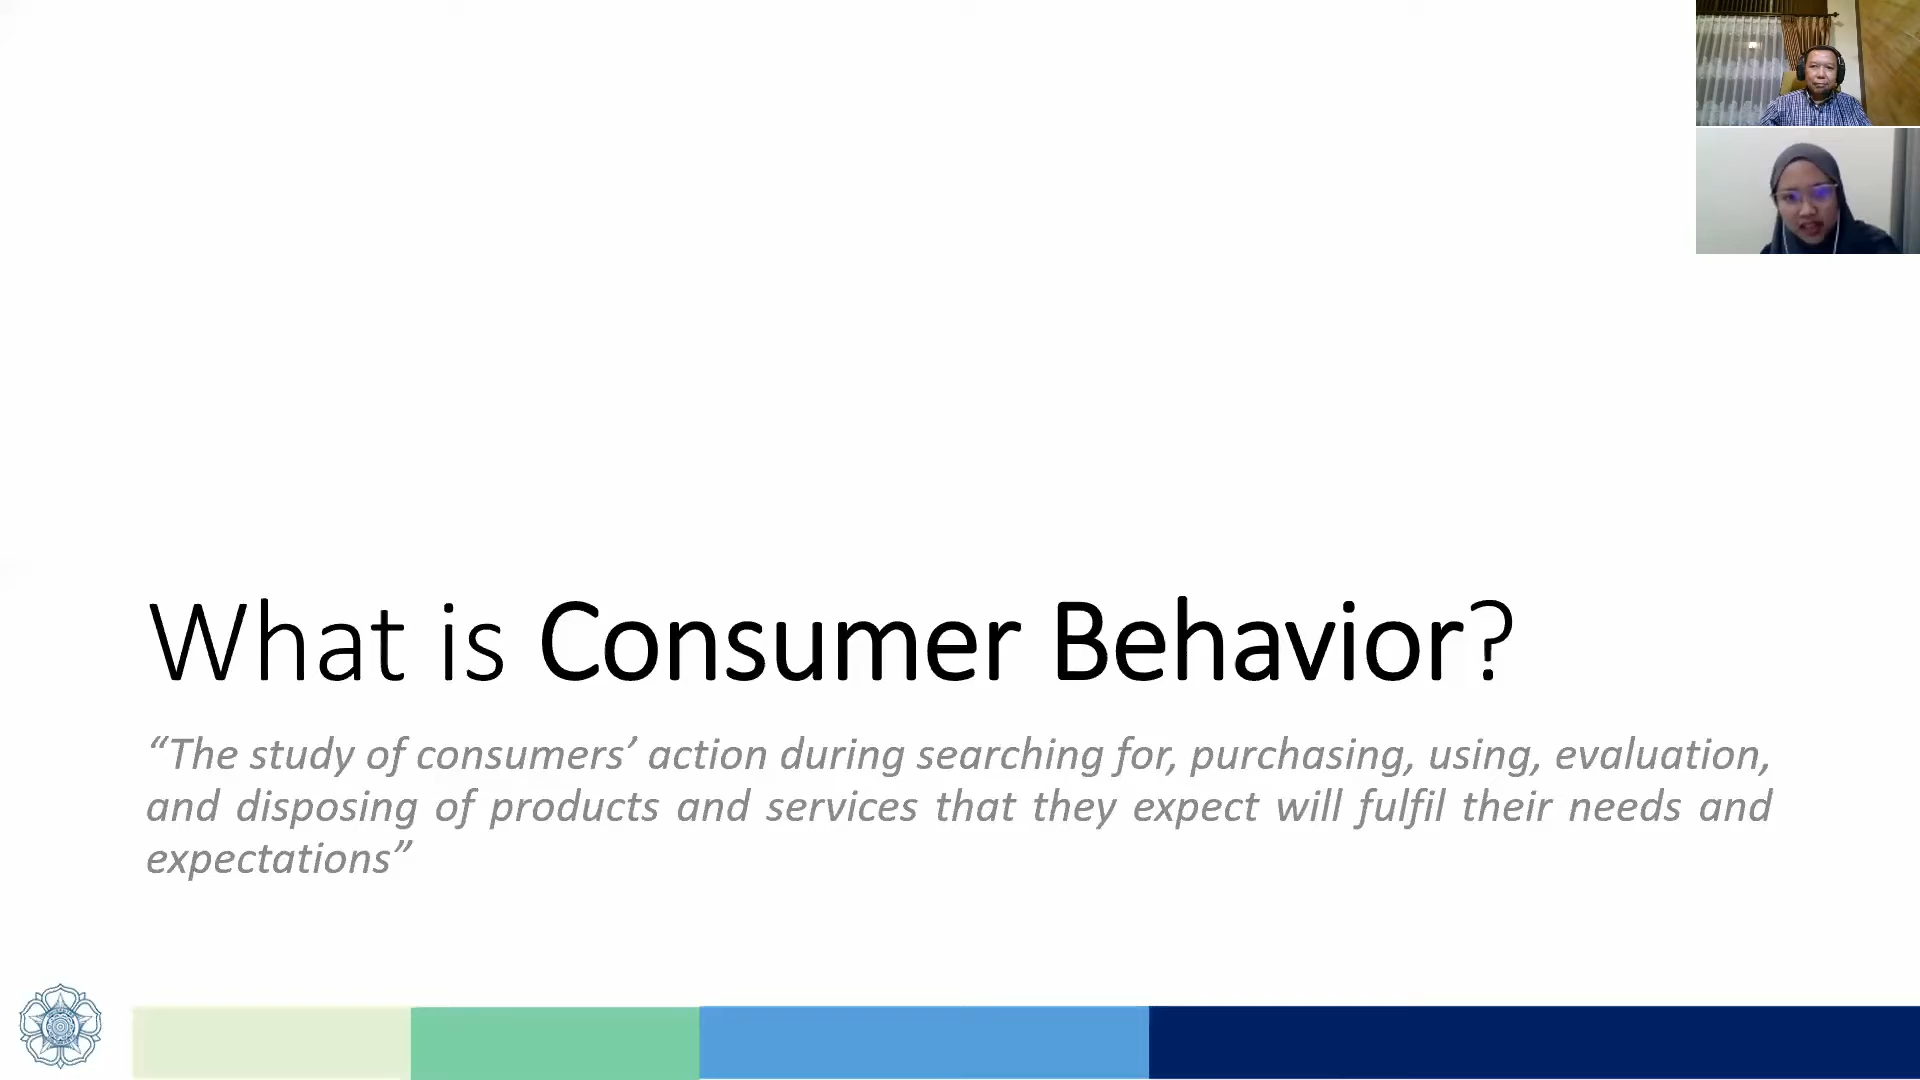 What is Consumer Behavior?
“The study of consumers’ action during searching for, purchasing, using, evaluation,
and disposing of products and services that they expect will fulfil their needs and
expectations”